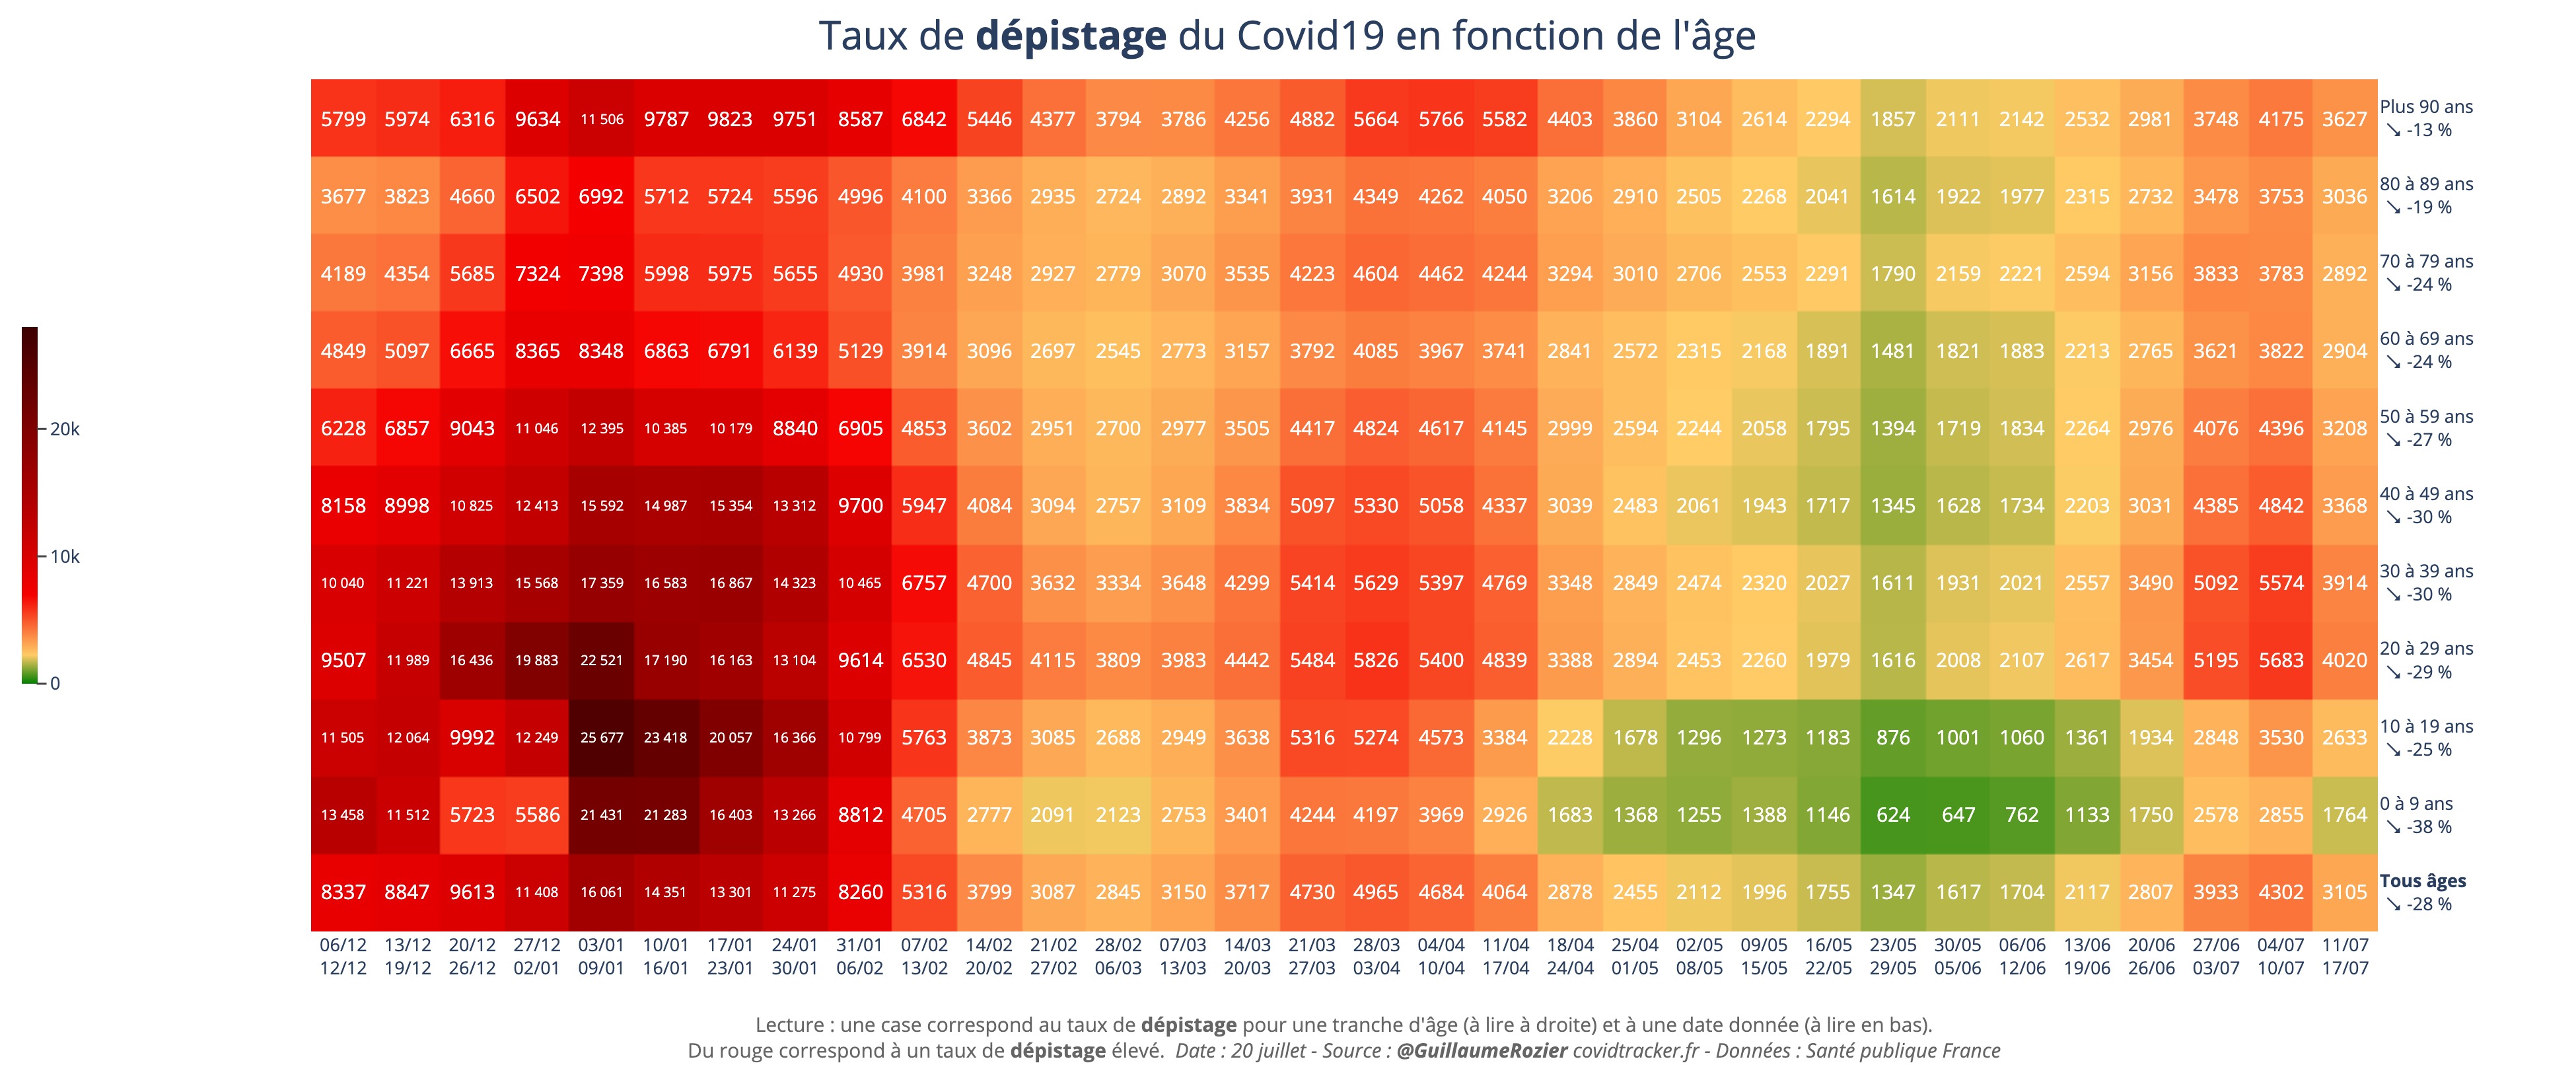 Taux de dépistage du Covid19 en fonction de l'âge
5799 5974 6316 9634 11 506 9787 9823 9751 8587 6842 5446 4377 3794 3786 4256 4882 5664 5766 5582 4403 3860 3104 2614 2294 1857 2111 2142 2532 2981 3748 4175 3627 Plus 90 ans
↘ -13 %
3677 3823 4660 6502 6992 5712 5724 5596 4996 4100 3366 2935 2724 2892 3341 3931 4349 4262 4050 3206 2910 2505 2268 2041 1614 1922 1977 2315 2732 3478 3753 3036 80 à 89 ans
↘ -19 %
4189 4354 5685 7324 7398 5998 5975 5655 4930 3981 3248 2927 2779 3070 3535 4223 4604 4462 4244 3294 3010 2706 2553 2291 1790 2159 2221 2594 3156 3833 3783 2892 70 à 79 ans
↘ -24 %
4849 5097 6665 8365 8348 6863 6791 6139 5129 3914 3096 2697 2545 2773 3157 3792 4085 3967 3741 2841 2572 2315 2168 1891 1481 1821 1883 2213 2765 3621 3822 2904 60 à 69 ans
↘ -24 %
6228 6857 9043 11 046 12 395 10 385 10 179 8840 6905 4853 3602 2951 2700 2977 3505 4417 4824 4617 4145 2999 2594 2244 2058 1795 1394 1719 1834 2264 2976 4076 4396 3208 50 à 59 ans
↘ -27 %
8158 8998 10 825 12 413 15 592 14 987 15 354 13 312 9700 5947 4084 3094 2757 3109 3834 5097 5330 5058 4337 3039 2483 2061 1943 1717 1345 1628 1734 2203 3031 4385 4842 3368 40 à 49 ans
↘ -30 %
10 040 11 221 13 913 15 568 17 359 16 583 16 867 14 323 10 465 6757 4700 3632 3334 3648 4299 5414 5629 5397 4769 3348 2849 2474 2320 2027 1611 1931 2021 2557 3490 5092 5574 3914 30 à 39 ans
↘ -30 %
9507 11 989 16 436 19 883 22 521 17 190 16 163 13 104 9614 6530 4845 4115 3809 3983 4442 5484 5826 5400 4839 3388 2894 2453 2260 1979 1616 2008 2107 2617 3454 5195 5683 4020 20 à 29 ans
↘ -29 %
11 505 12 064 9992 12 249 25 677 23 418 20 057 16 366 10 799 5763 3873 3085 2688 2949 3638 5316 5274 4573 3384 2228 1678 1296 1273 1183 876 1001 1060 1361 1934 2848 3530 2633 10 à 19 ans
↘ -25 %
13 458 11 512 5723 5586 21 431 21 283 16 403 13 266 8812 4705 2777 2091 2123 2753 3401 4244 4197 3969 2926 1683 1368 1255 1388 1146 624 647 762 1133 1750 2578 2855 1764 0 à 9 ans
↘ -38 %
8337 8847 9613 11 408 16 061 14 351 13 301 11 275 8260 5316 3799 3087 2845 3150 3717 4730 4965 4684 4064 2878 2455 2112 1996 1755 1347 1617 1704 2117 2807 3933 4302 3105 Tous âges
↘ -28 %
20k
10k
0
06/12 13/12 20/12 27/12 03/01 10/01 17/01 24/01 31/01 07/02 14/02 21/02 28/02 07/03 14/03 21/03 28/03 04/04 11/04 18/04 25/04 02/05 09/05 16/05 23/05 30/05 06/06 13/06 20/06 27/06 04/07 11/07
12/12 19/12 26/12 02/01 09/01 16/01 23/01 30/01 06/02 13/02 20/02 27/02 06/03 13/03 20/03 27/03 03/04 10/04 17/04 24/04 01/05 08/05 15/05 22/05 29/05 05/06 12/06 19/06 26/06 03/07 10/07 17/07
Lecture : une case correspond au taux de dépistage pour une tranche d'âge (à lire à droite) et à une date donnée (à lire en bas).
Du rouge correspond à un taux de dépistage élevé. Date : 20 juillet - Source : @GuillaumeRozier covidtracker.fr - Données : Santé publique France